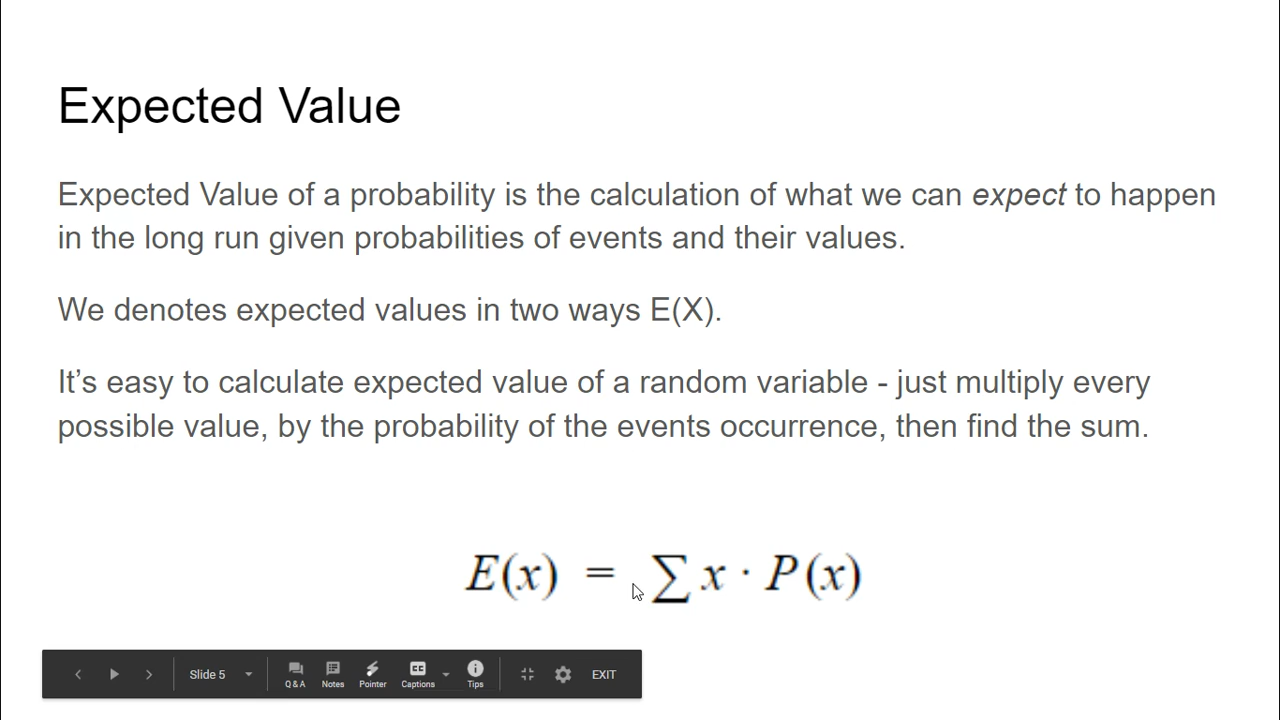 Expected Value
Expected Value of a probability is the calculation of what we can expect to happen
in the long run given probabilities of events and their values.
We denotes expected values in two ways E(X).
It’s easy to calculate expected value of a random variable - just multiply every
possible value, by the probability of the events occurrence, then find the sum.
E(x) = ∑ x · P(x)
Slide 5 Q & A Notes Pointer CC Captions Tips EXIT